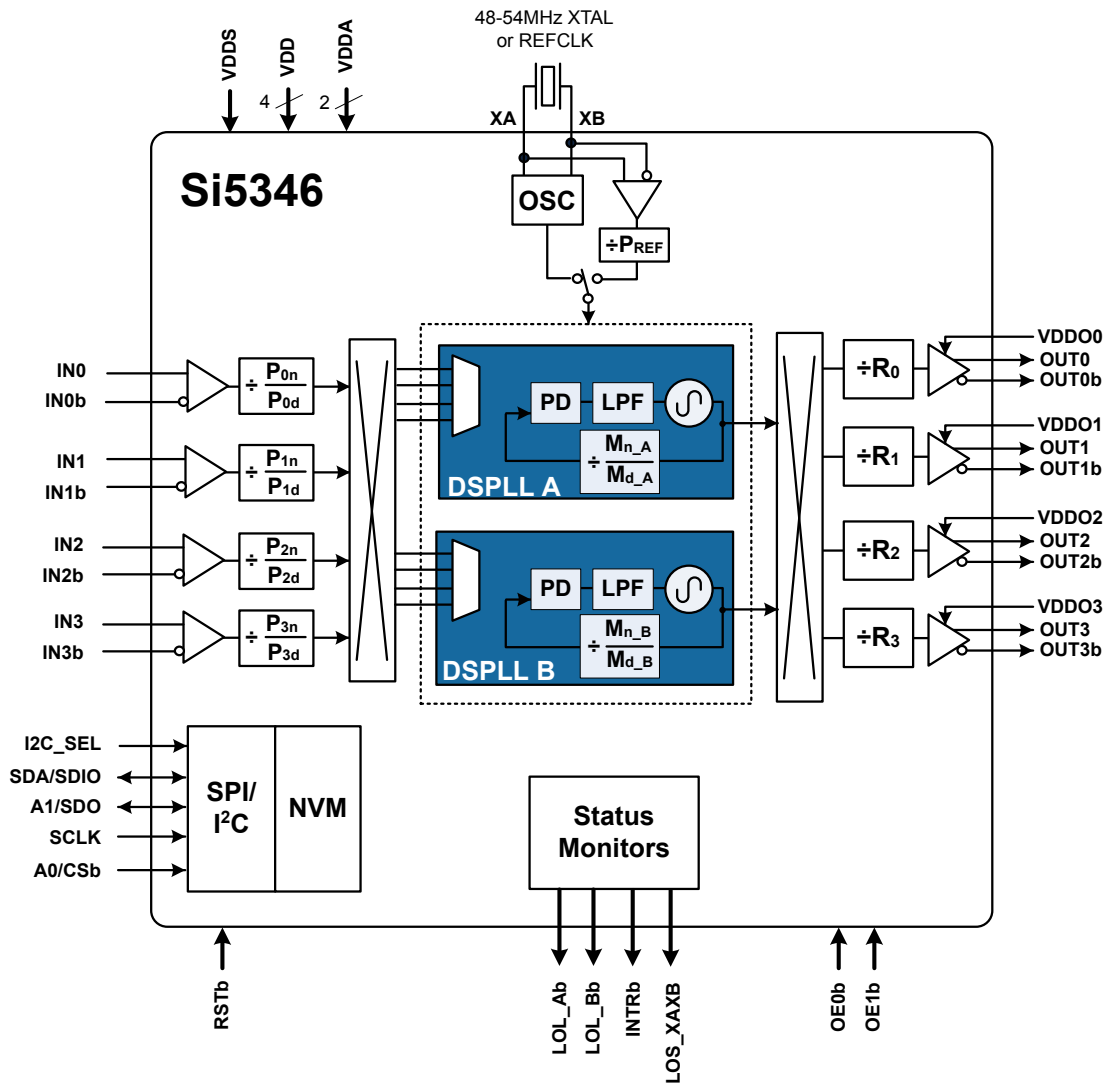 48-54MHz XTAL
or REFCLK
VDDS
VDD
VDDA
4
2
XA
XB
Si5346
OSC
÷PREF
IN0
IN0b
÷ P0n
P0d
IN1
IN1b
÷ P1n
P1d
IN2
IN2b
÷ P2n
P2d
IN3
IN3b
÷ P3n
P3d
PD
LPF
÷ Mn_A
Md_A
DSPLL A
PD
LPF
÷ Mn_B
Md_B
DSPLL B
÷R0
VDDO0
OUT0
OUT0b
÷R1
VDDO1
OUT1
OUT1b
÷R2
VDDO2
OUT2
OUT2b
÷R3
VDDO3
OUT3
OUT3b
I2C_SEL
SDA/SDIO
A1/SDO
SCLK
A0/CSb
SPI/
I²C
NVM
Status
Monitors
RSTb
LOL_Ab
LOL_Bb
INTRb
LOS_XAXB
OE0b
OE1b